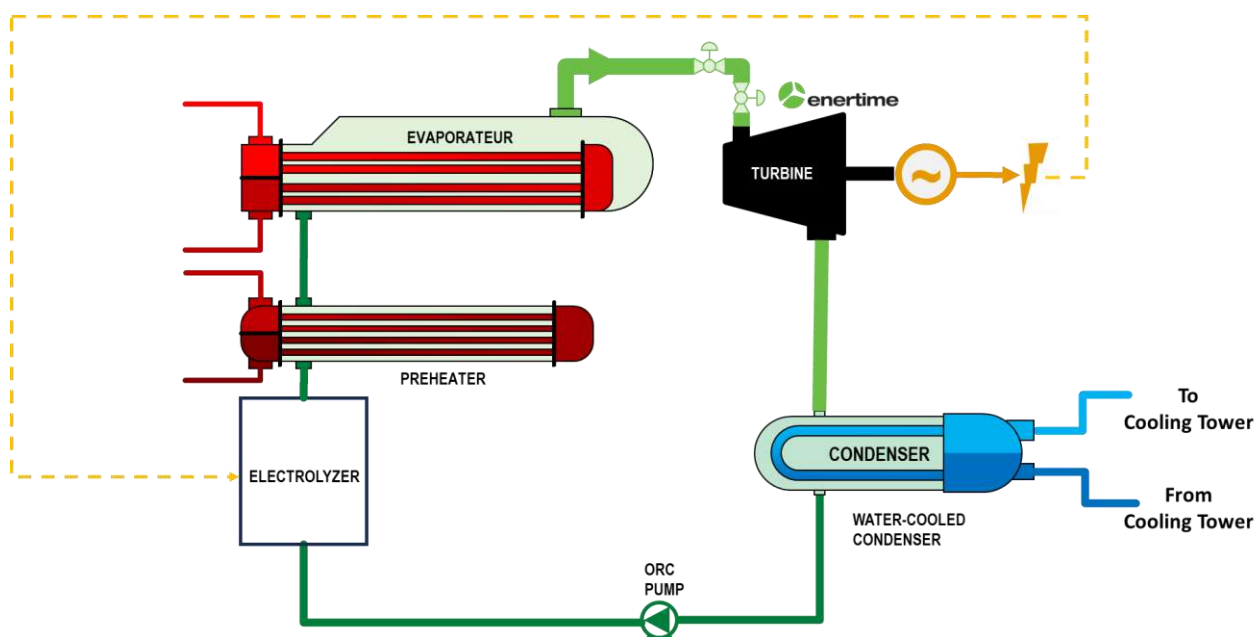 EVAPORATEUR
enertime
TURBINE
~
PREHEATER
To
Cooling Tower
CONDENSER
ELECTROLYZER
From
Cooling Tower
WATER-COOLED
CONDENSER
ORC
PUMP